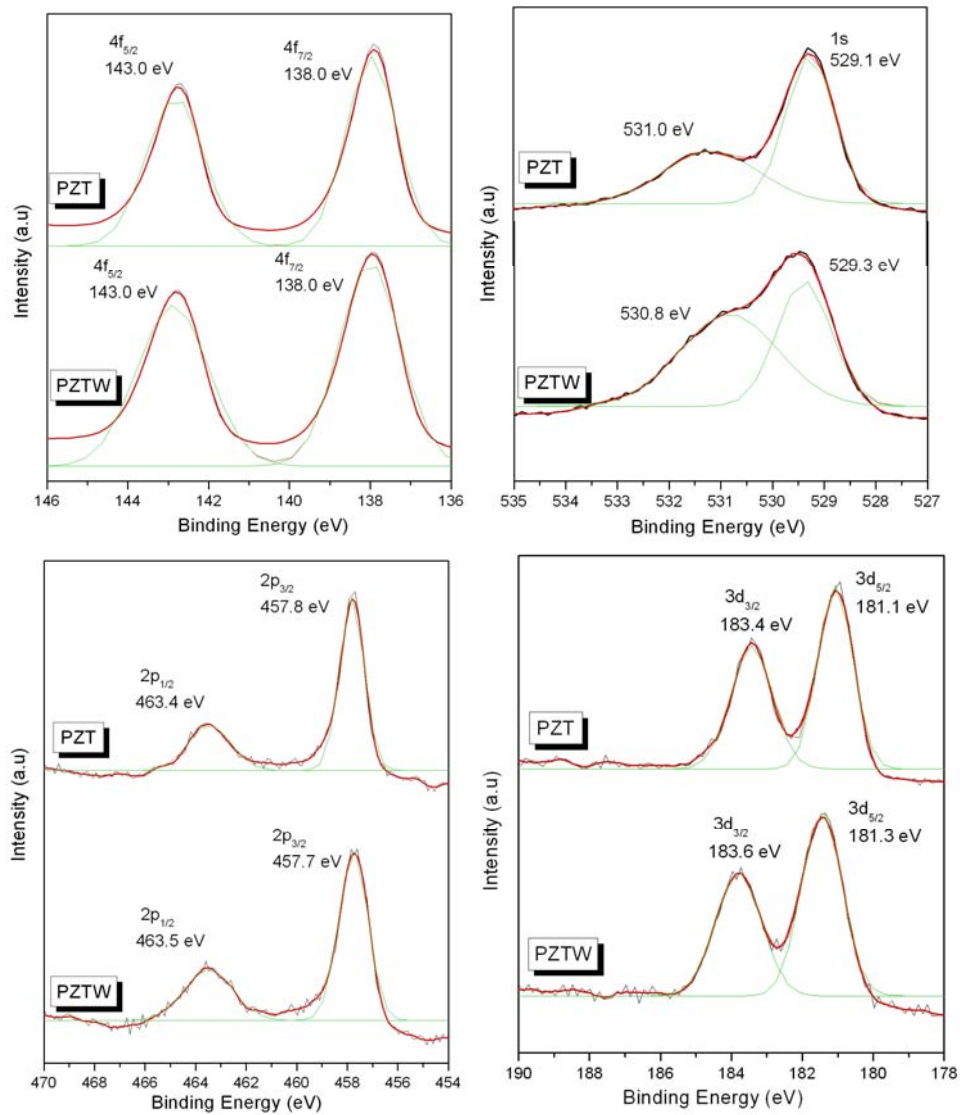 4f5/2
143.0 eV
4f7/2
138.0 eV
PZT
4f5/2
143.0 eV
4f7/2
138.0 eV
PZTW
Intensity (a.u)
146 144 142 140 138 136
Binding Energy (eV)
1s
529.1 eV
531.0 eV
PZT
529.3 eV
530.8 eV
PZTW
Intensity (a.u)
535 534 533 532 531 530 529 528 527
Binding Energy (eV)
2p3/2
457.8 eV
2p1/2
463.4 eV
PZT
2p3/2
457.7 eV
2p1/2
463.5 eV
PZTW
Intensity (a.u)
470 468 466 464 462 460 458 456 454
Binding Energy (eV)
3d5/2
181.1 eV
3d3/2
183.4 eV
PZT
3d5/2
181.3 eV
3d3/2
183.6 eV
PZTW
Intensity (a.u)
190 188 186 184 182 180 178
Binding Energy (eV)